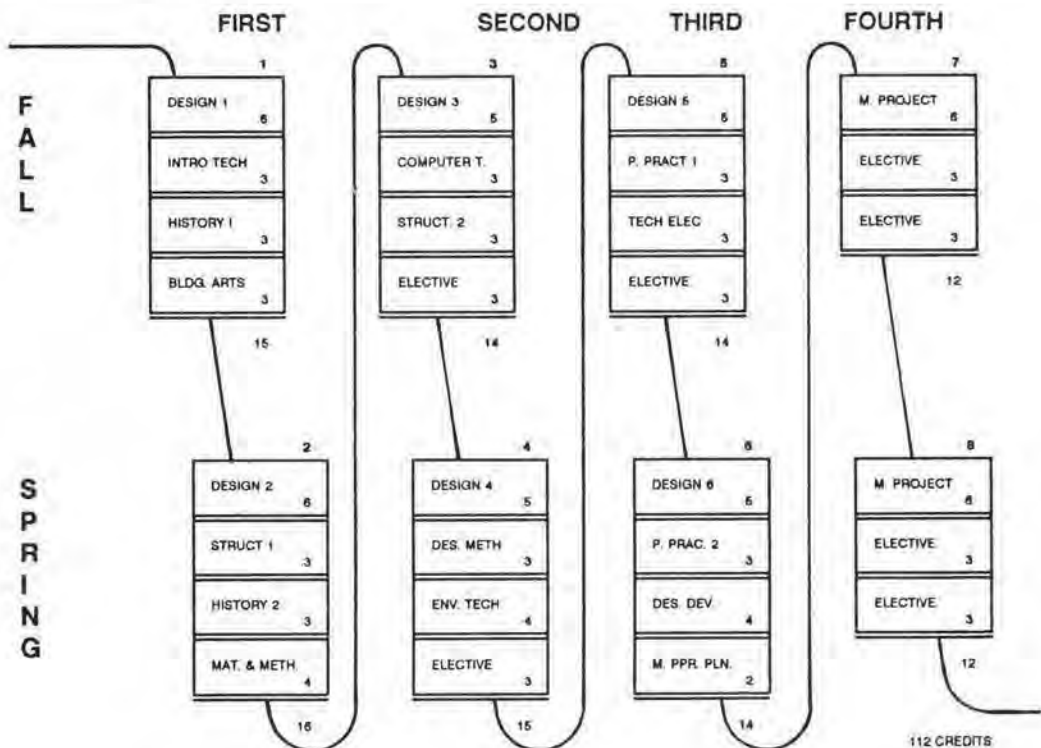 FIRST SECOND THIRD FOURTH
FALL
1
DESIGN 1
6
INTRO TECH
3
HISTORY 1
3
BLDG. ARTS
3
15
3
DESIGN 3
5
COMPUTER T.
3
STRUCT. 2
3
ELECTIVE
3
14
5
DESIGN 5
5
P. PRACT 1
3
TECH ELEC
3
ELECTIVE
3
14
7
M. PROJECT
6
ELECTIVE
3
ELECTIVE
3
12
SPRING
2
DESIGN 2
6
STRUCT 1
3
HISTORY 2
3
MAT. & METH.
4
16
4
DESIGN 4
5
DES. METH
3
ENV. TECH
4
ELECTIVE
3
15
6
DESIGN 6
5
P. PRAC. 2
3
DES. DEV.
4
M. PPR. PLN.
2
14
8
M. PROJECT
6
ELECTIVE
3
ELECTIVE
3
12
112 CREDITS